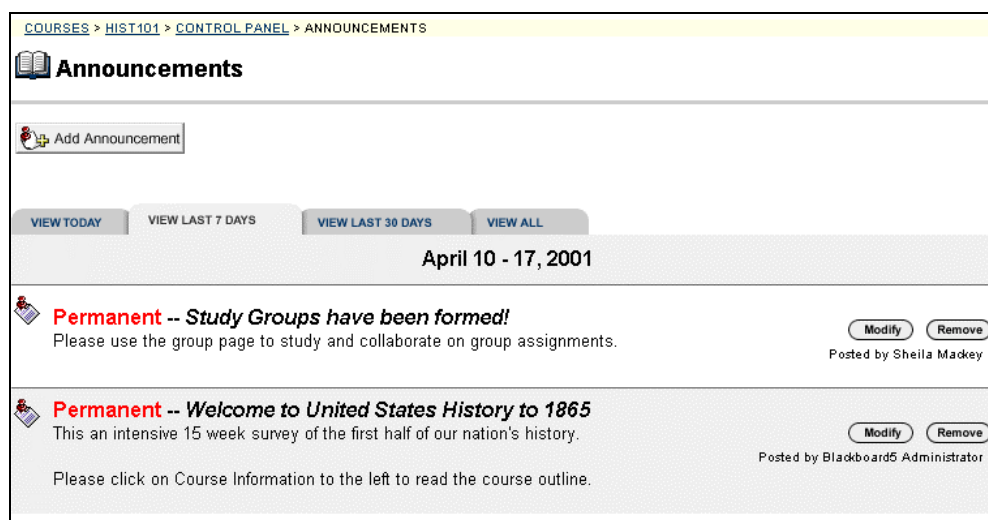 COURSES > HIST101 > CONTROL PANEL > ANNOUNCEMENTS
Announcements
Add Announcement
VIEW TODAY VIEW LAST 7 DAYS VIEW LAST 30 DAYS VIEW ALL
April 10 - 17, 2001
Permanent -- Study Groups have been formed!
Please use the group page to study and collaborate on group assignments.
Modify Remove
Posted by Sheila Mackey
Permanent -- Welcome to United States History to 1865
This an intensive 15 week survey of the first half of our nation's history.
Modify Remove
Posted by Blackboard5 Administrator
Please click on Course Information to the left to read the course outline.